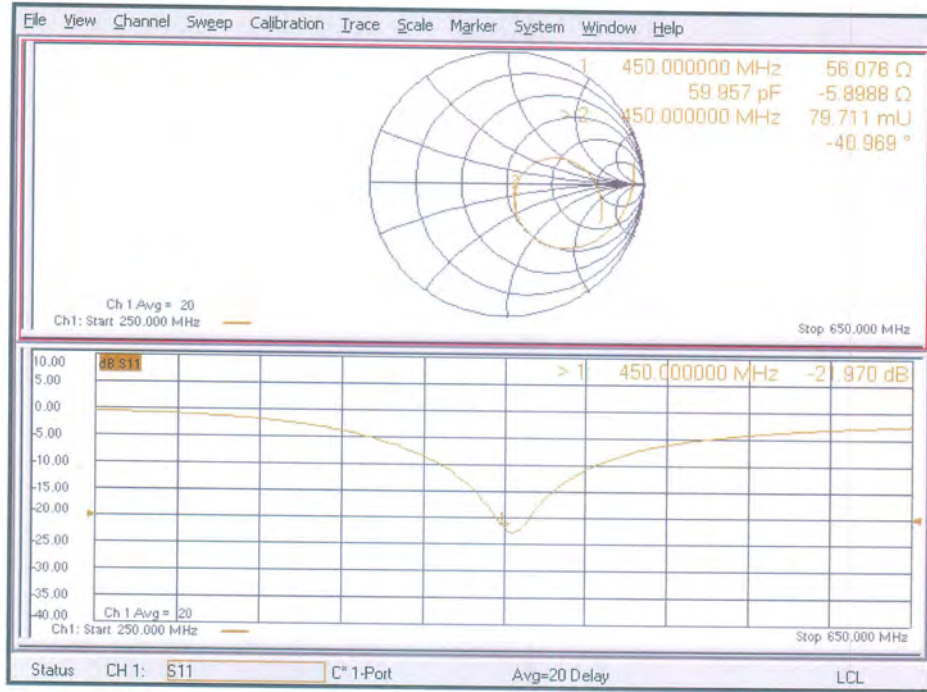 File View Channel Sweep Calibration Trace Scale Marker System Window Help
1 450.000000 MHz 56.076 Ω
59.957 pF -5.8988 Ω
> 2 450.000000 MHz 79.711 mU
-40.969 °
Ch 1 Avg = 20
Ch1: Start 250.000 MHz
Stop 650.000 MHz
10.00
dB S11
> 1 450.000000 MHz -21.970 dB
5.00
0.00
-5.00
-10.00
-15.00
-20.00
-25.00
-30.00
-35.00
-40.00
Ch 1 Avg = 20
Ch1: Start 250.000 MHz
Stop 650.000 MHz
Status CH 1: S11 C* 1-Port Avg=20 Delay LCL